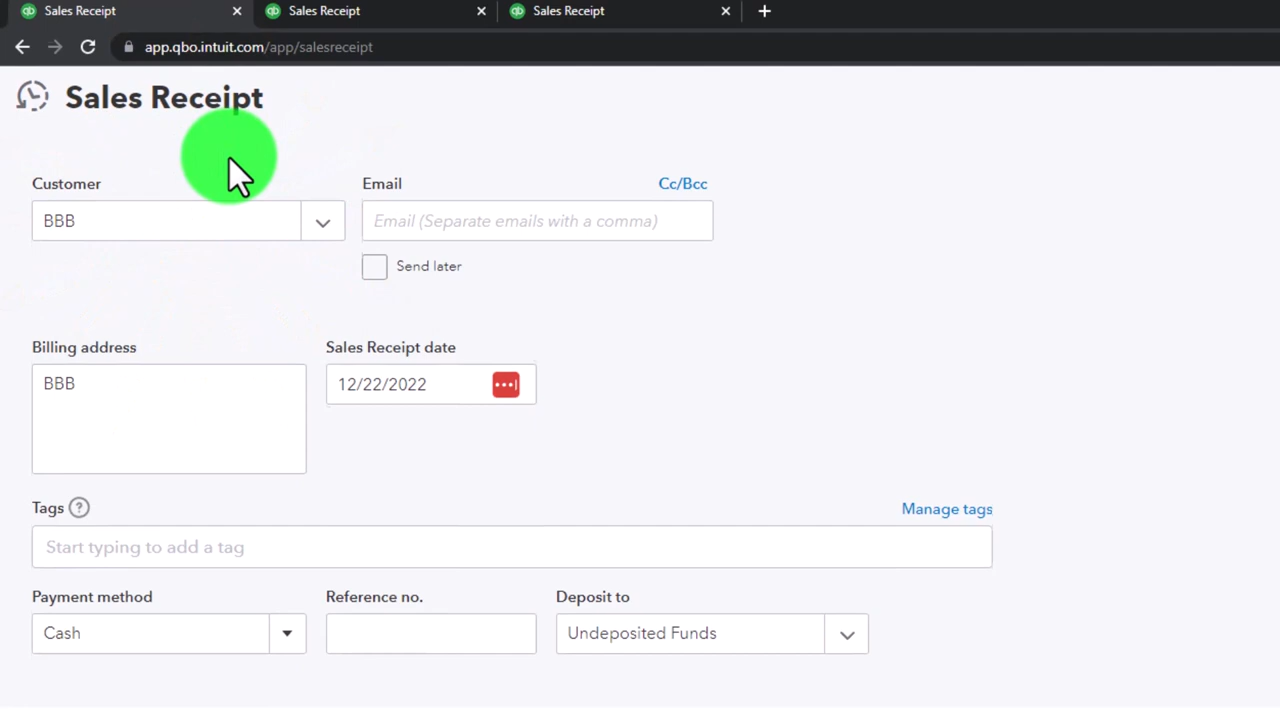 Sales Receipt Sales Receipt Sales Receipt
app.qbo.intuit.com/app/salesreceipt
Sales Receipt
Customer Email Cc/Bcc
BBB Email (Separate emails with a comma)
Send later
Billing address Sales Receipt date
BBB 12/22/2022
Tags ? Manage tags
Start typing to add a tag
Payment method Reference no. Deposit to
Cash Undeposited Funds